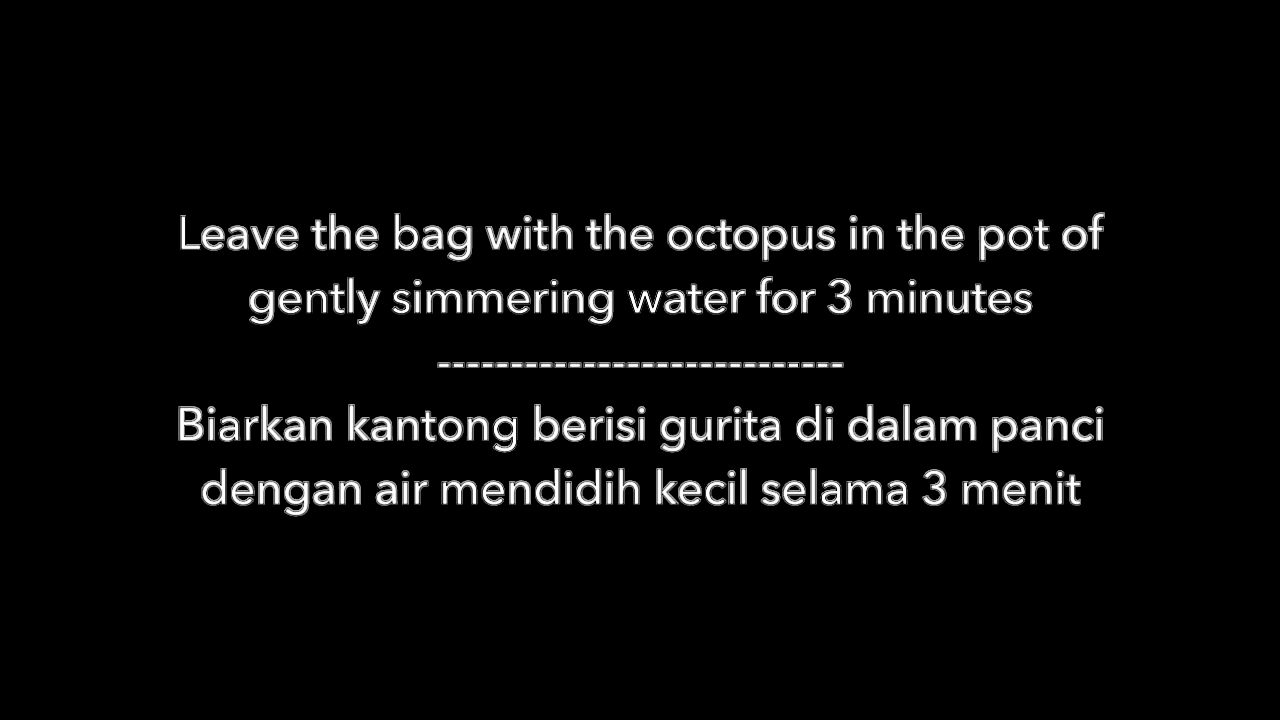 Leave the bag with the octopus in the pot of
gently simmering water for 3 minutes
----------------------------
Biarkan kantong berisi gurita di dalam panci
dengan air mendidih kecil selama 3 menit